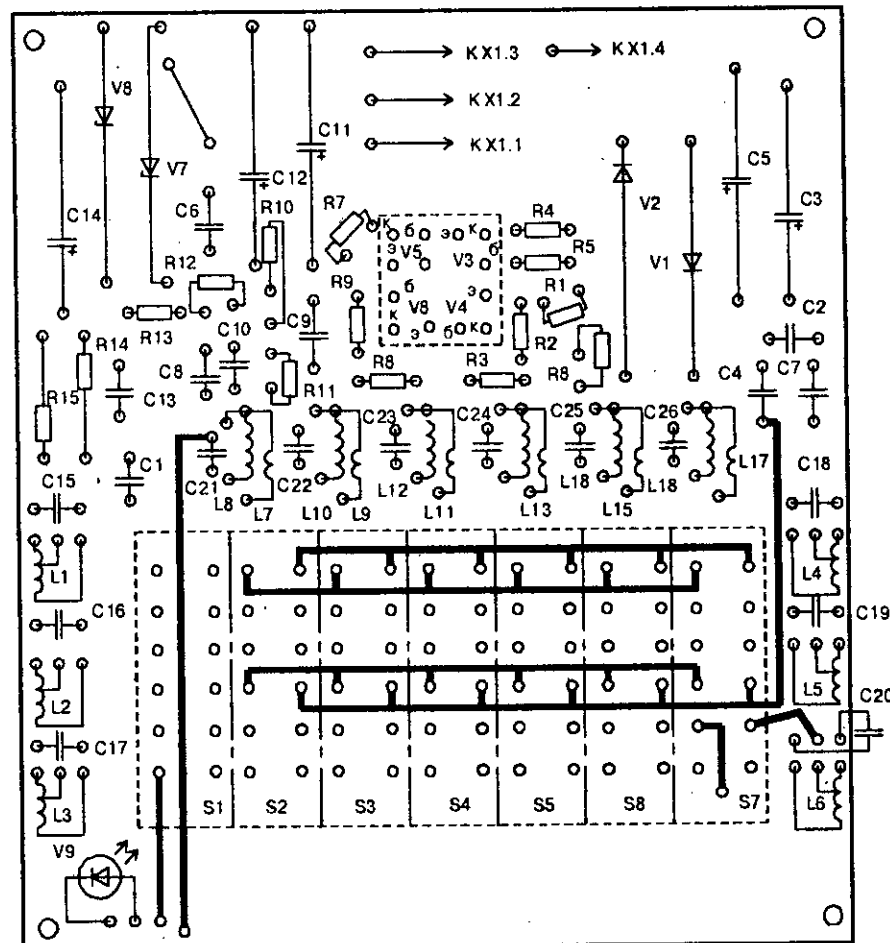 KX1.3 KX1.4
V8 KX1.2
C11 KX1.1
V7 C12 C5
C6 R10 R7 R4 V2 C3
C14 к б э к
V5 V3 б
э R5 V1
R12 R9 б э R1
V8 V4 C2
к э б к
R13 C10 C9 R2
R14 C8 R8 R3 R8 C4 C7
R15 C13 R11
C23 C24 C25 C26
C15 C1 L17 C18
C21 C22 L12 L18 L18
L8 L7 L10 L9 L11 L13 L15
L1 L4
C16 C19
L2 L5
C20
C17
L3 S1 S2 S3 S4 S5 S8 S7 L6
V9